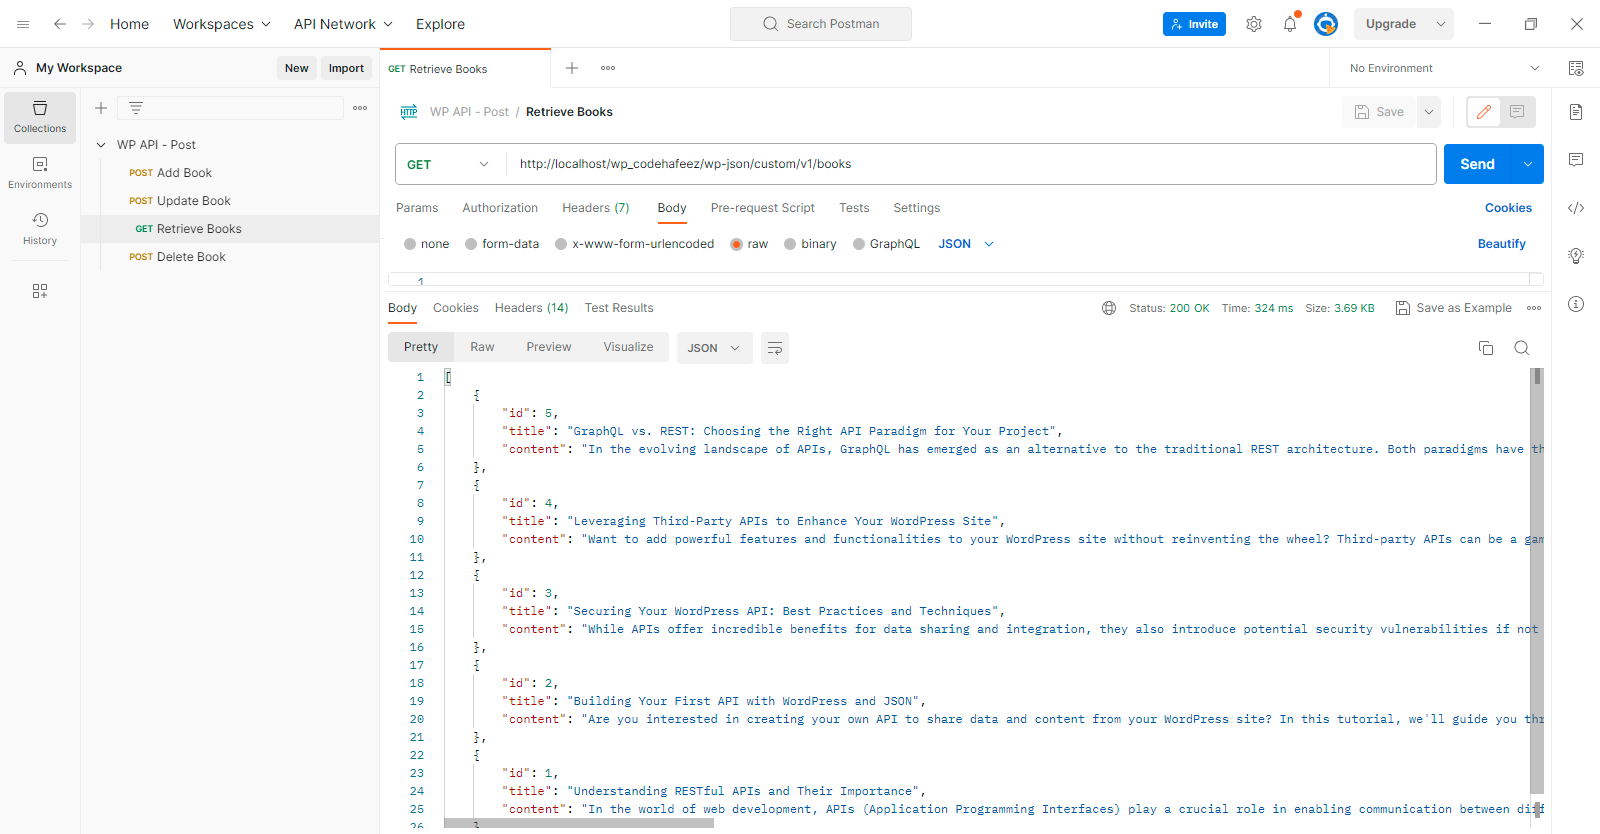 Home Workspaces API Network Explore Search Postman Invite Upgrade
My Workspace New Import GET Retrieve Books No Environment
Collections
Environments
History
WP API - Post
POST Add Book
POST Update Book
GET Retrieve Books
POST Delete Book
HTTP WP API - Post / Retrieve Books Save
GET http://localhost/wp_codehafeez/wp-json/custom/v1/books Send
Params Authorization Headers (7) Body Pre-request Script Tests Settings Cookies
none form-data x-www-form-urlencoded raw binary GraphQL JSON Beautify
1
Body Cookies Headers (14) Test Results Status: 200 OK Time: 324 ms Size: 3.69 KB Save as Example
Pretty Raw Preview Visualize JSON
1 [
2 {
3 "id": 5,
4 "title": "GraphQL vs. REST: Choosing the Right API Paradigm for Your Project",
5 "content": "In the evolving landscape of APIs, GraphQL has emerged as an alternative to the traditional REST architecture. Both paradigms have th
6 },
7 {
8 "id": 4,
9 "title": "Leveraging Third-Party APIs to Enhance Your WordPress Site",
10 "content": "Want to add powerful features and functionalities to your WordPress site without reinventing the wheel? Third-party APIs can be a gam
11 },
12 {
13 "id": 3,
14 "title": "Securing Your WordPress API: Best Practices and Techniques",
15 "content": "While APIs offer incredible benefits for data sharing and integration, they also introduce potential security vulnerabilities if not
16 },
17 {
18 "id": 2,
19 "title": "Building Your First API with WordPress and JSON",
20 "content": "Are you interested in creating your own API to share data and content from your WordPress site? In this tutorial, we'll guide you thr
21 },
22 {
23 "id": 1,
24 "title": "Understanding RESTful APIs and Their Importance",
25 "content": "In the world of web development, APIs (Application Programming Interfaces) play a crucial role in enabling communication between diff
26 }